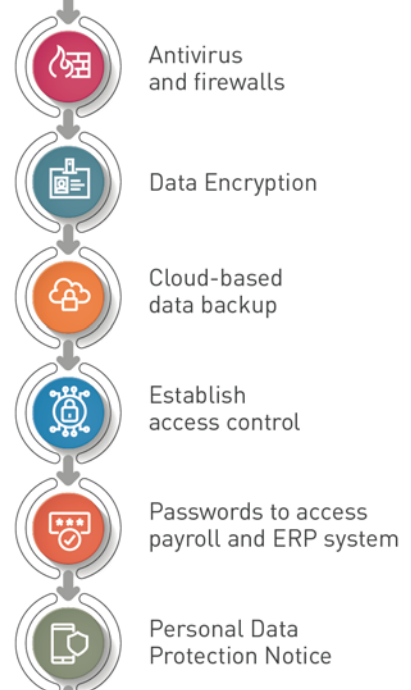 Antivirus
and firewalls
Data Encryption
Cloud-based
data backup
Establish
access control
Passwords to access
payroll and ERP system
Personal Data
Protection Notice